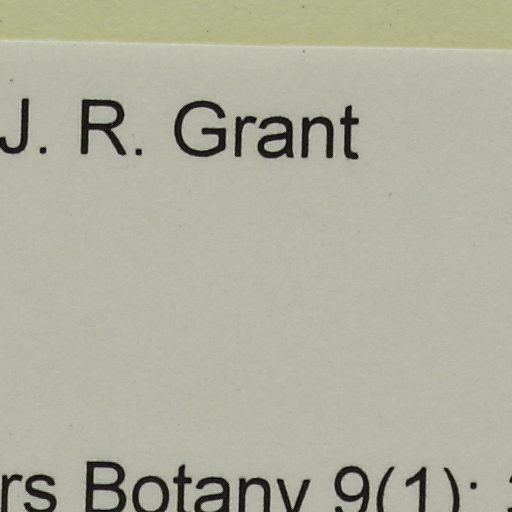 J. R. Grant
rs Botany 9(1):